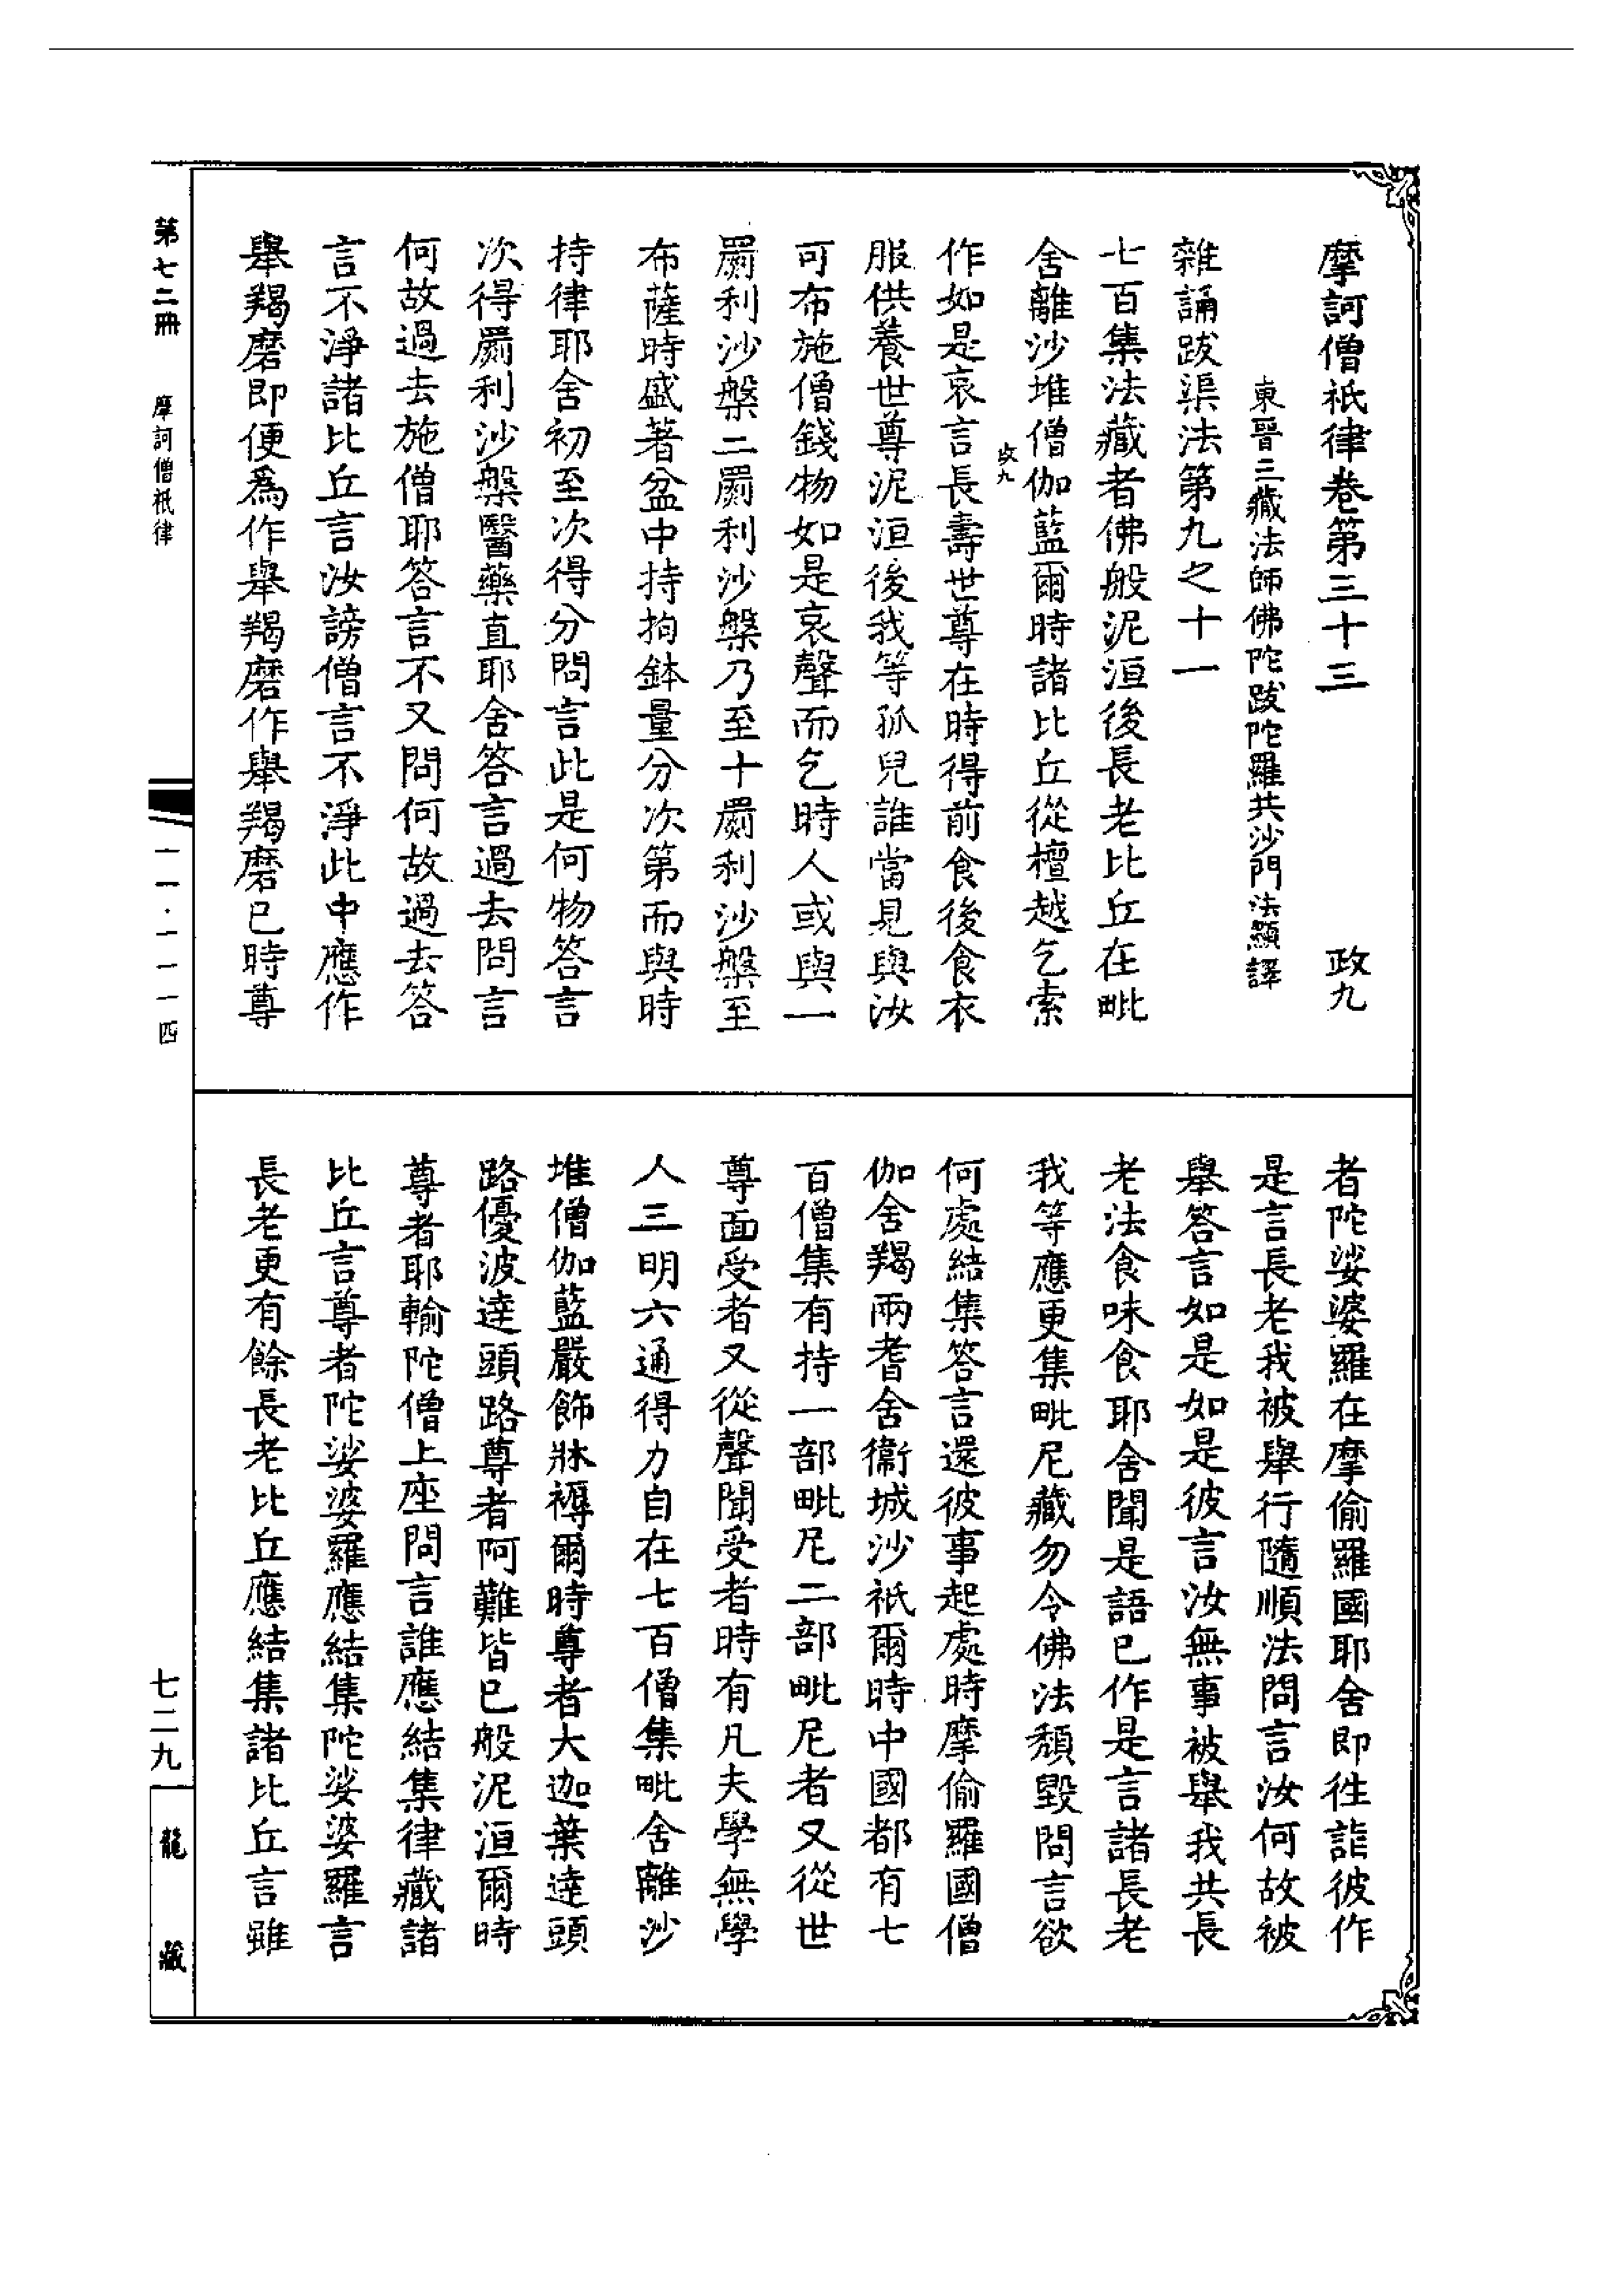 摩訶僧祇律卷第三十三　政九
東晉三藏法師佛陀跋陀羅共沙門法顯譯
雜誦跋渠法第九之十一
七百集法藏者佛般泥洹後長老比丘在毗
舍離沙堆僧伽藍爾時諸比丘從檀越乞索
政九
作如是哀言長壽世尊在時得前食後食衣
服供養世尊泥洹後我等孤兒誰當見與汝
可布施僧錢物如是哀聲而乞時人或與一
罽利沙槃二罽利沙槃乃至十罽利沙槃至
布薩時盛著盆中持拘鉢量分次第而與時
持律耶舍初至次得分問言此是何物答言
次得罽利沙槃醫藥直耶舍答言過去問言
何故過去施僧耶答言不又問何故過去答
言不淨諸比丘言汝謗僧言不淨此中應作
舉羯磨即便爲作舉羯磨作舉羯磨已時尊
者陀娑婆羅在摩偷羅國耶舍即往詣彼作
是言長老我被舉行隨順法問言汝何故被
舉答言如是如是彼言汝無事被舉我共長
老法食味食耶舍聞是語已作是言諸長老
我等應更集毗尼藏勿令佛法頹毀問言欲
何處結集答言還彼事起處時摩偷羅國僧
伽舍羯兩耆舍衞城沙祇爾時中國都有七
百僧集有持一部毗尼二部毗尼者又從世
尊面受者又從聲聞受者時有凡夫學無學
人三明六通得力自在七百僧集毗舍離沙
堆僧伽藍嚴飾牀褥爾時尊者大迦葉達頭
路優波達頭路尊者阿難皆已般泥洹爾時
尊者耶輸陀僧上座問言誰應結集律藏諸
比丘言尊者陀娑婆羅應結集陀娑婆羅言
長老更有餘長老比丘應結集諸比丘言雖
第七二冊　摩訶僧祇律
一一·一一一四
七二九
龍藏